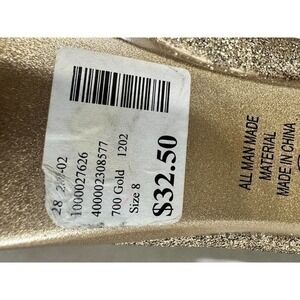 1000027626
400002308577
700 Gold 1202
Size 8
$32.50
ALL MAN MADE
MATERIAL
MADE IN CHINA